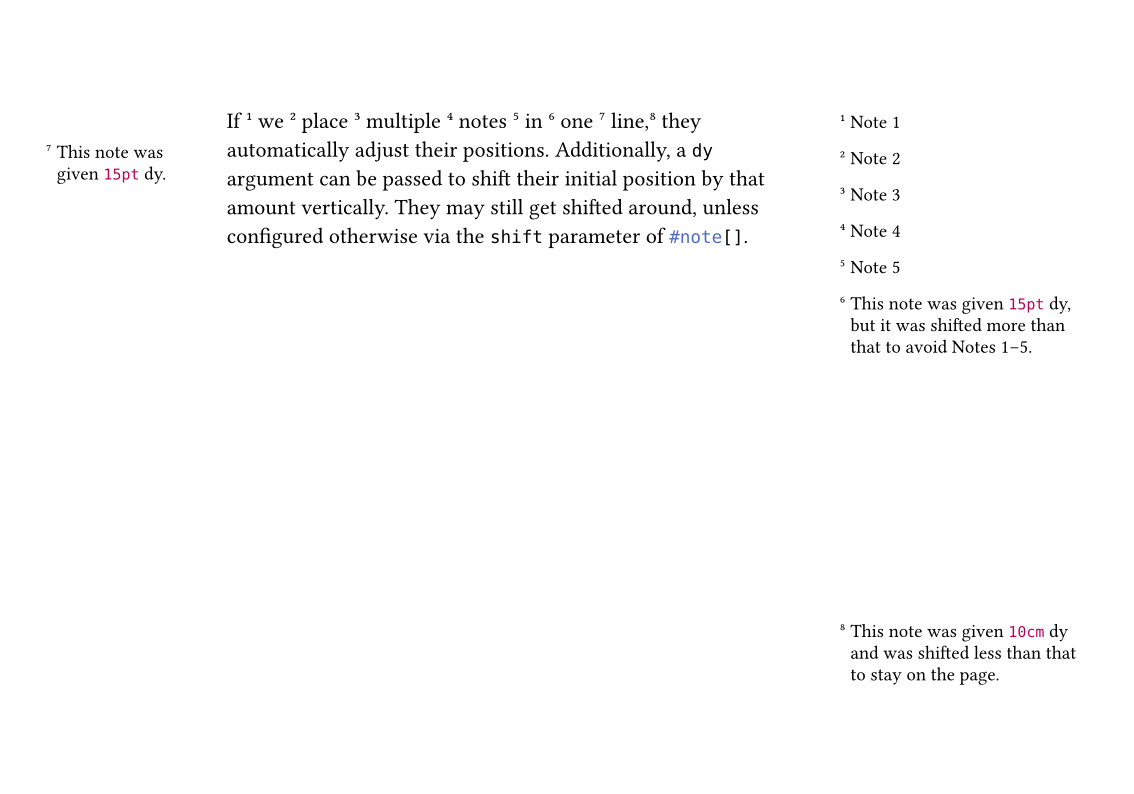 If ¹ we ² place ³ multiple ⁴ notes ⁵ in ⁶ one ⁷ line,⁸ they
automatically adjust their positions. Additionally, a dy
argument can be passed to shift their initial position by that
amount vertically. They may still get shifted around, unless
configured otherwise via the shift parameter of #note[].
⁷ This note was
given 15pt dy.
¹ Note 1
² Note 2
³ Note 3
⁴ Note 4
⁵ Note 5
⁶ This note was given 15pt dy,
but it was shifted more than
that to avoid Notes 1–5.
⁸ This note was given 10cm dy
and was shifted less than that
to stay on the page.